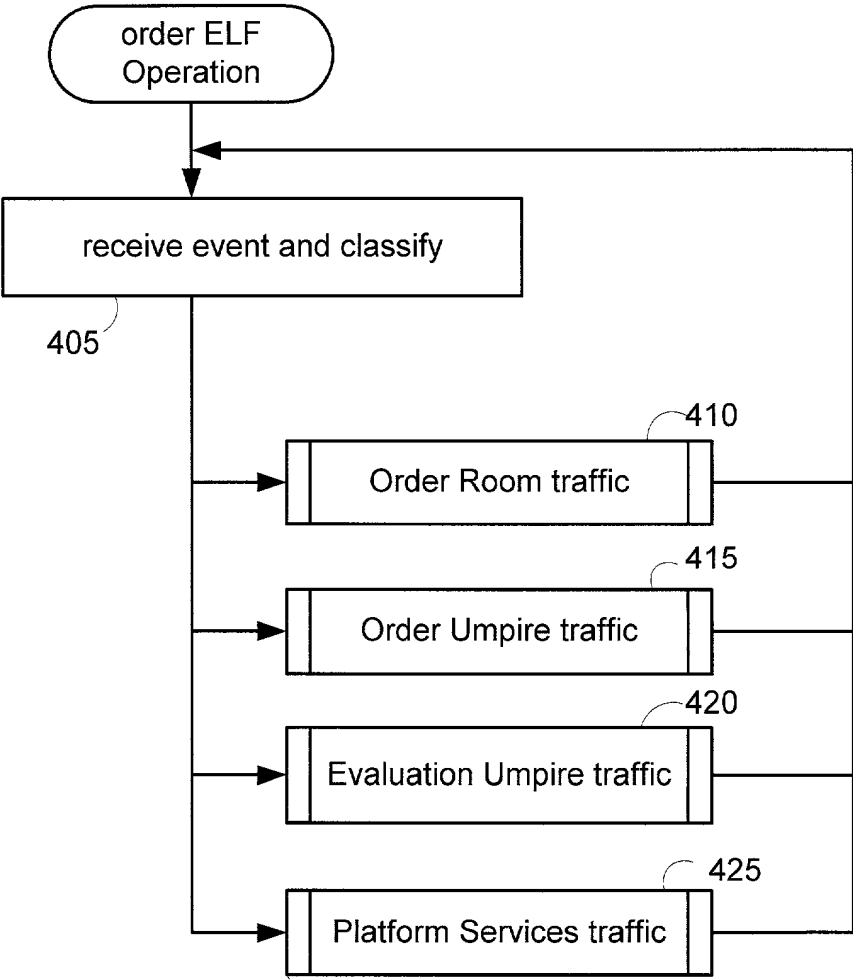 order ELF
Operation
receive event and classify
405
410
Order Room traffic
415
Order Umpire traffic
420
Evaluation Umpire traffic
425
Platform Services traffic